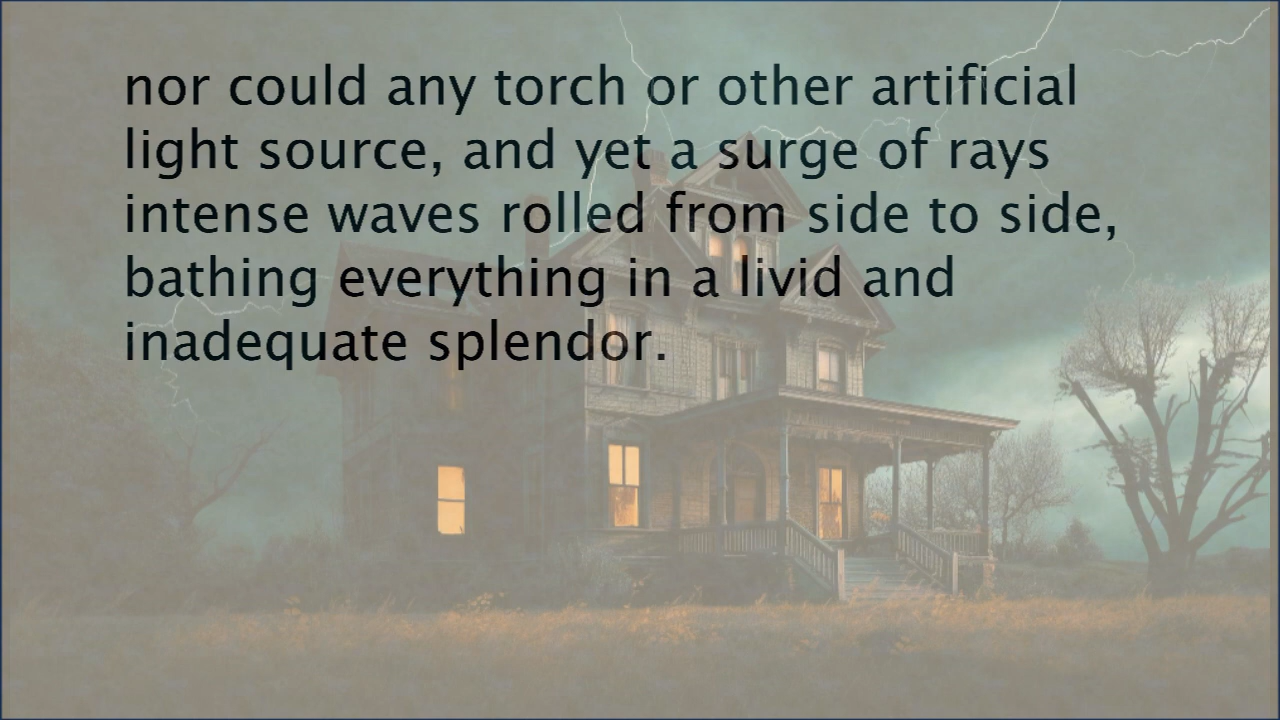 nor could any torch or other artificial
light source, and yet a surge of rays
intense waves rolled from side to side,
bathing everything in a livid and
inadequate splendor.